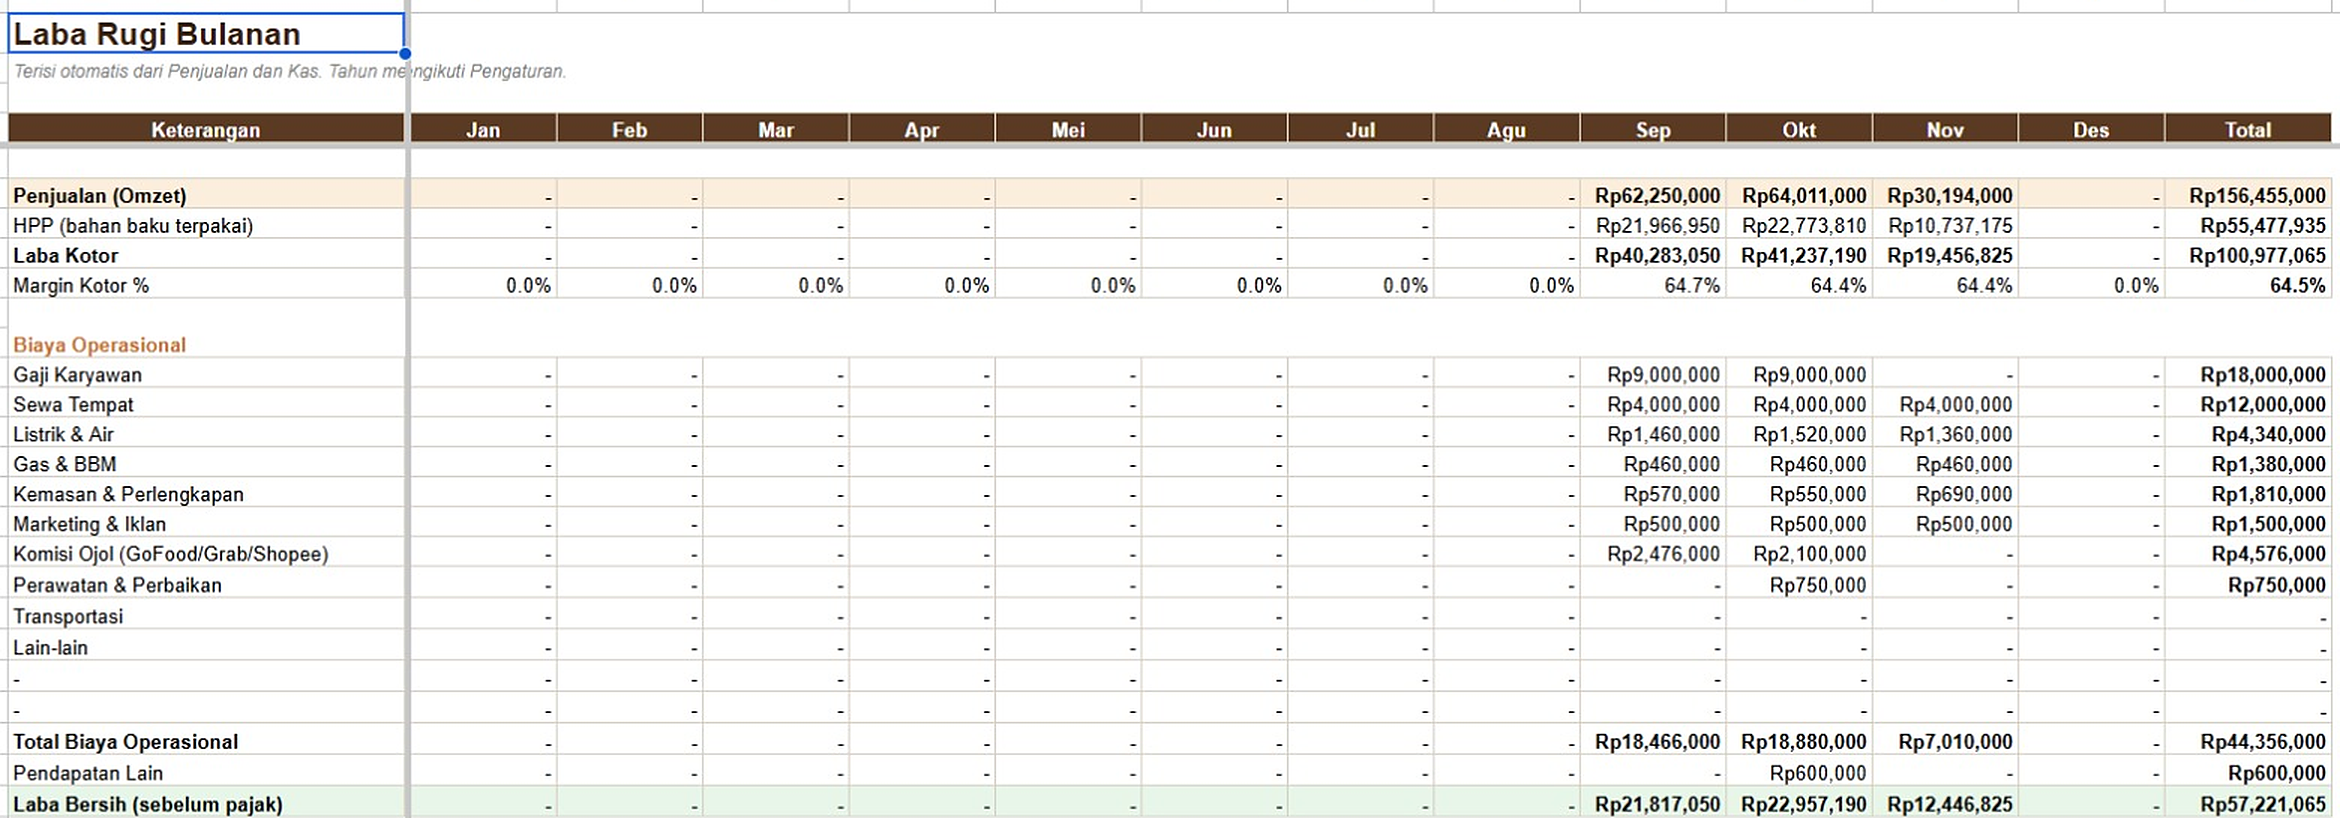 Laba Rugi Bulanan
Terisi otomatis dari Penjualan dan Kas. Tahun mengikuti Pengaturan.
Keterangan Jan Feb Mar Apr Mei Jun Jul Agu Sep Okt Nov Des Total
Penjualan (Omzet) - - - - - - - - Rp62,250,000 Rp64,011,000 Rp30,194,000 - Rp156,455,000
HPP (bahan baku terpakai) - - - - - - - - Rp21,966,950 Rp22,773,810 Rp10,737,175 - Rp55,477,935
Laba Kotor - - - - - - - - Rp40,283,050 Rp41,237,190 Rp19,456,825 - Rp100,977,065
Margin Kotor % 0.0% 0.0% 0.0% 0.0% 0.0% 0.0% 0.0% 0.0% 64.7% 64.4% 64.4% 0.0% 64.5%
Biaya Operasional
Gaji Karyawan - - - - - - - - Rp9,000,000 Rp9,000,000 - - Rp18,000,000
Sewa Tempat - - - - - - - - Rp4,000,000 Rp4,000,000 Rp4,000,000 - Rp12,000,000
Listrik & Air - - - - - - - - Rp1,460,000 Rp1,520,000 Rp1,360,000 - Rp4,340,000
Gas & BBM - - - - - - - - Rp460,000 Rp460,000 Rp460,000 - Rp1,380,000
Kemasan & Perlengkapan - - - - - - - - Rp570,000 Rp550,000 Rp690,000 - Rp1,810,000
Marketing & Iklan - - - - - - - - Rp500,000 Rp500,000 Rp500,000 - Rp1,500,000
Komisi Ojol (GoFood/Grab/Shopee) - - - - - - - - Rp2,476,000 Rp2,100,000 - - Rp4,576,000
Perawatan & Perbaikan - - - - - - - - - Rp750,000 - - Rp750,000
Transportasi - - - - - - - - - - - - -
Lain-lain - - - - - - - - - - - - -
- - - - - - - - - - - - - -
- - - - - - - - - - - - - -
Total Biaya Operasional - - - - - - - - Rp18,466,000 Rp18,880,000 Rp7,010,000 - Rp44,356,000
Pendapatan Lain - - - - - - - - - Rp600,000 - - Rp600,000
Laba Bersih (sebelum pajak) - - - - - - - - Rp21,817,050 Rp22,957,190 Rp12,446,825 - Rp57,221,065